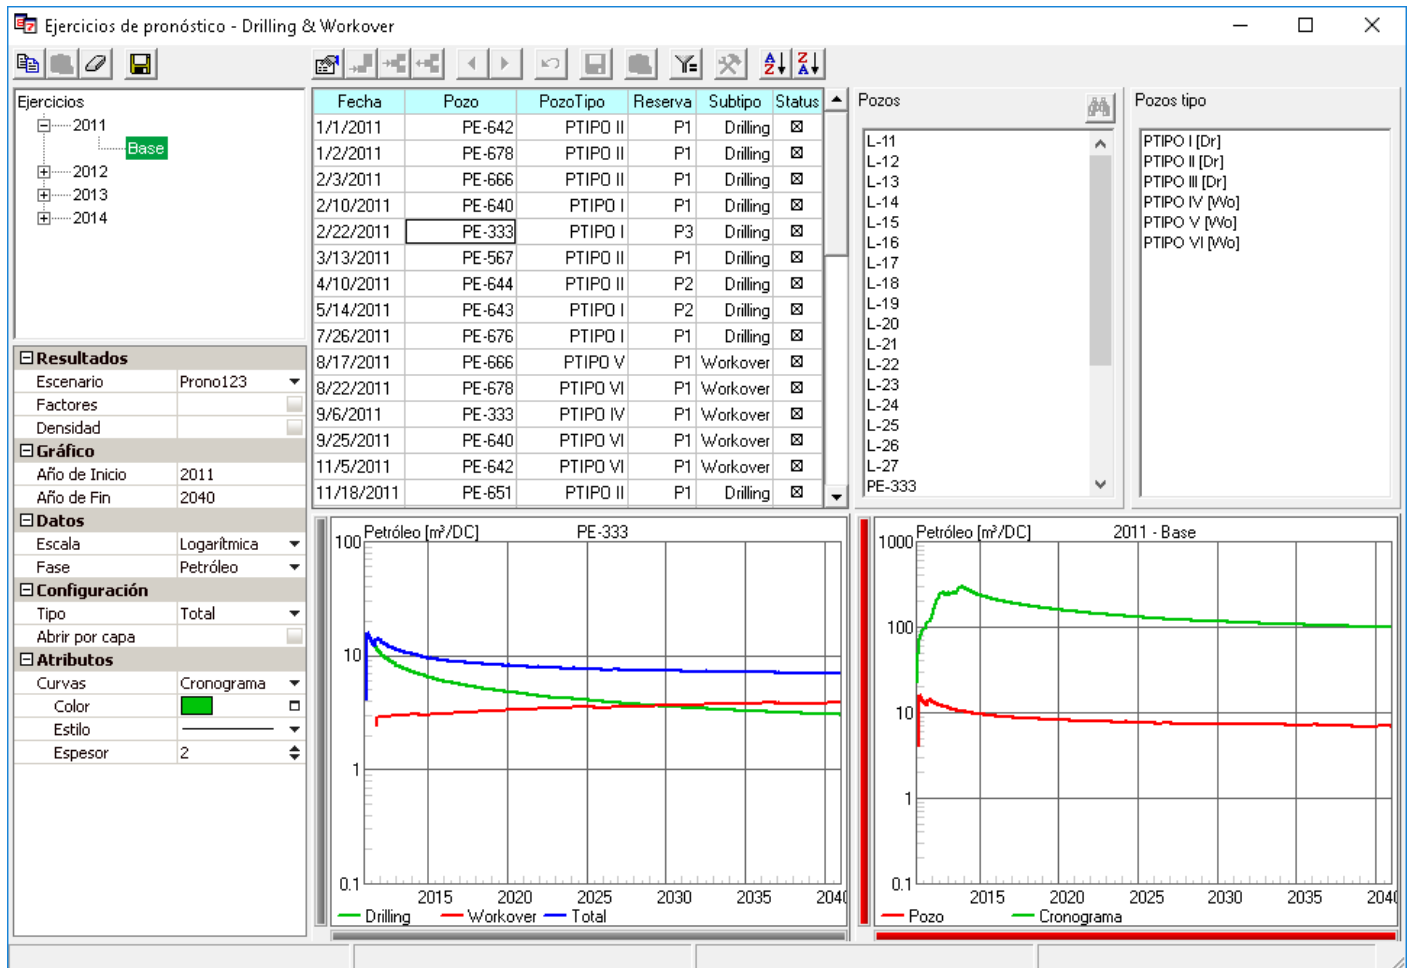 Ejercicios de pronóstico - Drilling & Workover
Ejercicios
2011
Base
2012
2013
2014
Resultados
Escenario Prono123
Factores
Densidad
Gráfico
Año de Inicio 2011
Año de Fin 2040
Datos
Escala Logarítmica
Fase Petróleo
Configuración
Tipo Total
Abrir por capa
Atributos
Curvas Cronograma
Color
Estilo
Espesor 2
Fecha Pozo PozoTipo Reserva Subtipo Status
1/1/2011 PE-642 PTIPO II P1 Drilling
1/2/2011 PE-678 PTIPO II P1 Drilling
2/3/2011 PE-666 PTIPO II P1 Drilling
2/10/2011 PE-640 PTIPO I P1 Drilling
2/22/2011 PE-333 PTIPO I P3 Drilling
3/13/2011 PE-567 PTIPO II P1 Drilling
4/10/2011 PE-644 PTIPO II P2 Drilling
5/14/2011 PE-643 PTIPO I P2 Drilling
7/26/2011 PE-676 PTIPO I P1 Drilling
8/17/2011 PE-666 PTIPO V P1 Workover
8/22/2011 PE-678 PTIPO VI P1 Workover
9/6/2011 PE-333 PTIPO IV P1 Workover
9/25/2011 PE-640 PTIPO VI P1 Workover
11/5/2011 PE-642 PTIPO VI P1 Workover
11/18/2011 PE-651 PTIPO II P1 Drilling
Pozos
L-11
L-12
L-13
L-14
L-15
L-16
L-17
L-18
L-19
L-20
L-21
L-22
L-23
L-24
L-25
L-26
L-27
PE-333
Pozos tipo
PTIPO I [Dr]
PTIPO II [Dr]
PTIPO III [Dr]
PTIPO IV [Wo]
PTIPO V [Wo]
PTIPO VI [Wo]
Petróleo [m³/DC] PE-333
100
10
1
0.1
2015 2020 2025 2030 2035 204
Drilling Workover Total
Petróleo [m³/DC] 2011 - Base
1000
100
10
1
0.1
2015 2020 2025 2030 2035 204
Pozo Cronograma